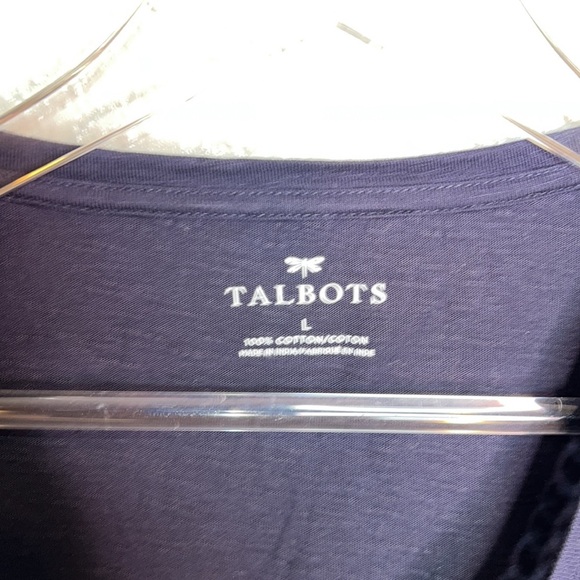 TALBOTS
L
100% COTTON/COTON
MADE IN INDIA/FABRIQUÉ EN INDE